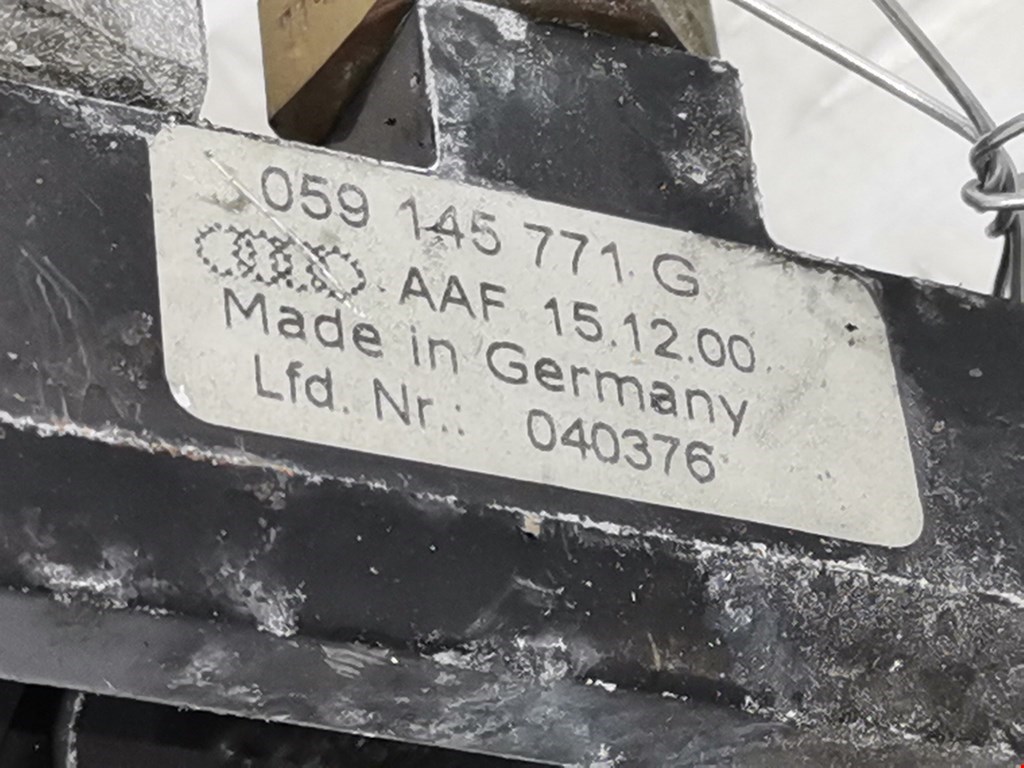 059 145 771 G
AAF 15.12.00
Made in Germany
Lfd. Nr.: 040376